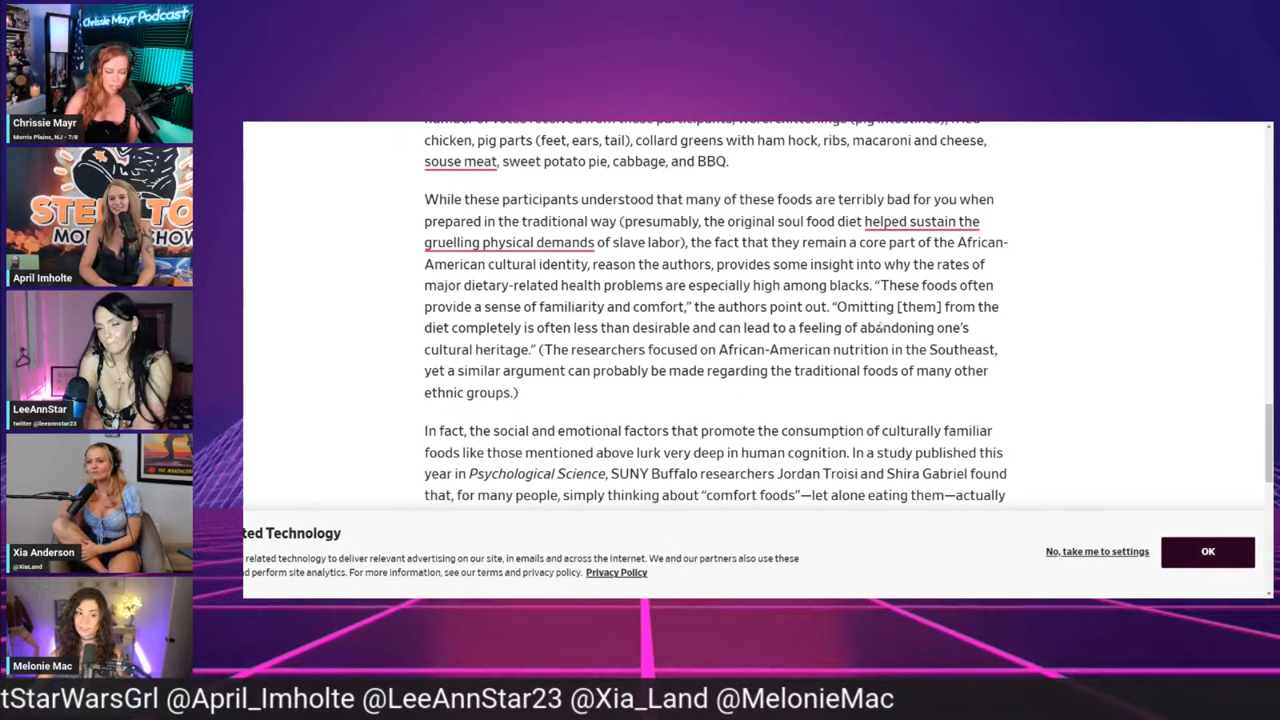 Chrissie Mayr Podcast
Chrissie Mayr
Morris Plains, NJ - 7/8
April Imholte
LeeAnnStar
twitter @leeannstar23
Xia Anderson
@XiaLand
Melonie Mac
chicken, pig parts (feet, ears, tail), collard greens with ham hock, ribs, macaroni and cheese,
souse meat, sweet potato pie, cabbage, and BBQ.
While these participants understood that many of these foods are terribly bad for you when
prepared in the traditional way (presumably, the original soul food diet helped sustain the
gruelling physical demands of slave labor), the fact that they remain a core part of the African-
American cultural identity, reason the authors, provides some insight into why the rates of
major dietary-related health problems are especially high among blacks. “These foods often
provide a sense of familiarity and comfort,” the authors point out. “Omitting [them] from the
diet completely is often less than desirable and can lead to a feeling of abandoning one’s
cultural heritage.” (The researchers focused on African-American nutrition in the Southeast,
yet a similar argument can probably be made regarding the traditional foods of many other
ethnic groups.)
In fact, the social and emotional factors that promote the consumption of culturally familiar
foods like those mentioned above lurk very deep in human cognition. In a study published this
year in Psychological Science, SUNY Buffalo researchers Jordan Troisi and Shira Gabriel found
that, for many people, simply thinking about “comfort foods”—let alone eating them—actually
ted Technology
related technology to deliver relevant advertising on our site, in emails and across the Internet. We and our partners also use these
d perform site analytics. For more information, see our terms and privacy policy. Privacy Policy
No, take me to settings
OK
tStarWarsGrl @April_Imholte @LeeAnnStar23 @Xia_Land @MelonieMac